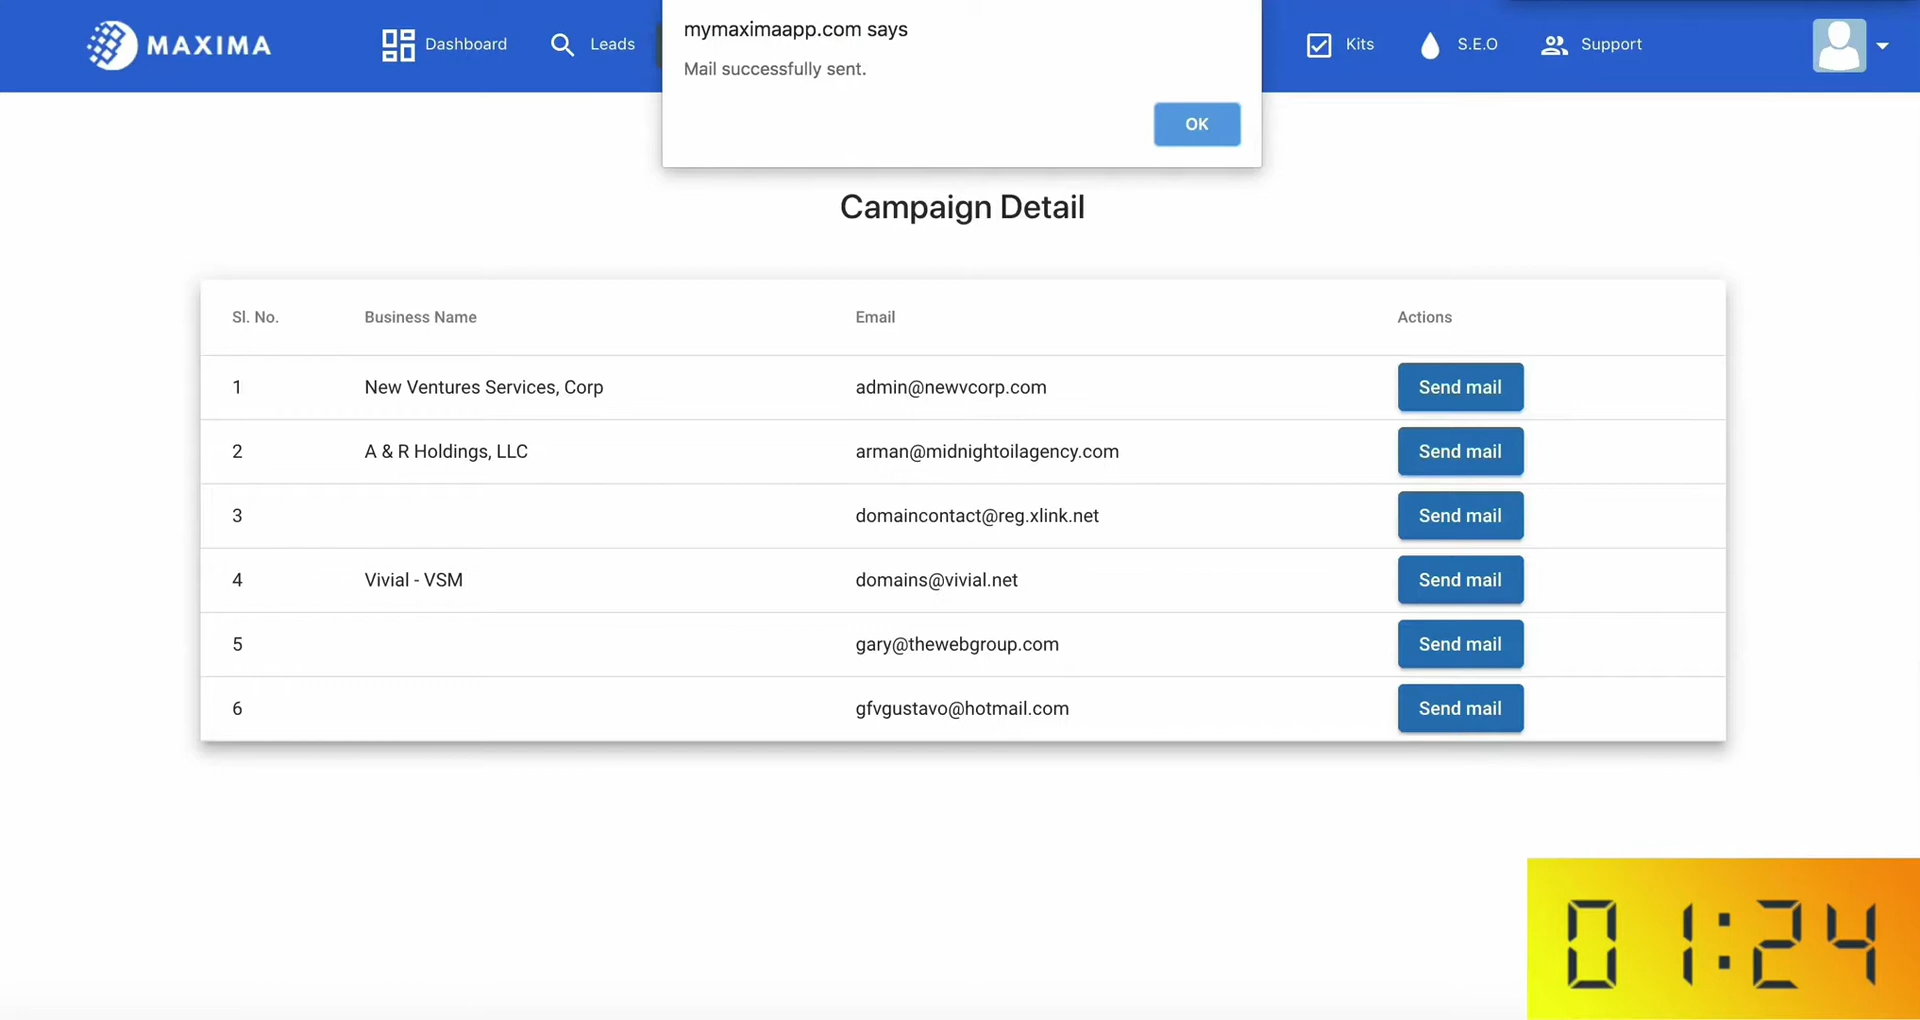 MAXIMA
Dashboard
Leads
mymaximaapp.com says
Mail successfully sent.
OK
Kits
S.E.O
Support
Campaign Detail
Sl. No. Business Name Email Actions
1 New Ventures Services, Corp admin@newvcorp.com Send mail
2 A & R Holdings, LLC arman@midnightoilagency.com Send mail
3 domaincontact@reg.xlink.net Send mail
4 Vivial - VSM domains@vivial.net Send mail
5 gary@thewebgroup.com Send mail
6 gfvgustavo@hotmail.com Send mail
01:24